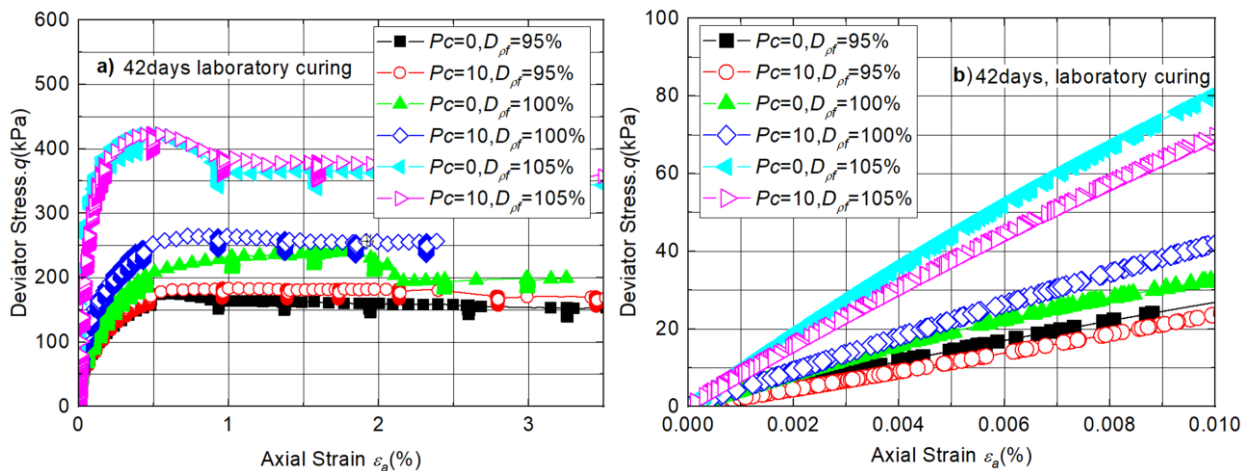 600
500
400
300
200
100
0
0
1
2
3
Deviator Stress.q(kPa)
Axial Strain εa(%)
a) 42days laboratory curing
Pc=0,Dρf=95%
Pc=10,Dρf=95%
Pc=0,Dρf=100%
Pc=10,Dρf=100%
Pc=0,Dρf=105%
Pc=10,Dρf=105%
100
80
60
40
20
0
0.000
0.002
0.004
0.006
0.008
0.010
Deviator Stress.q(kPa)
Axial Strain εa(%)
b)42days, laboratory curing
Pc=0,Dρf=95%
Pc=10,Dρf=95%
Pc=0,Dρf=100%
Pc=10,Dρf=100%
Pc=0,Dρf=105%
Pc=10,Dρf=105%